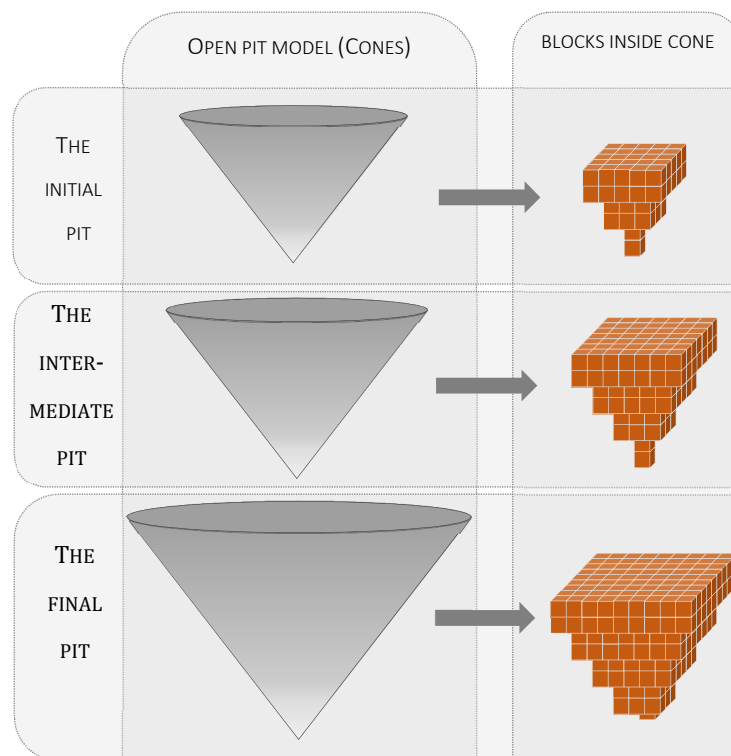 OPEN PIT MODEL (CONES)
BLOCKS INSIDE CONE
THE
INITIAL
PIT
THE
INTER-
MEDIATE
PIT
THE
FINAL
PIT